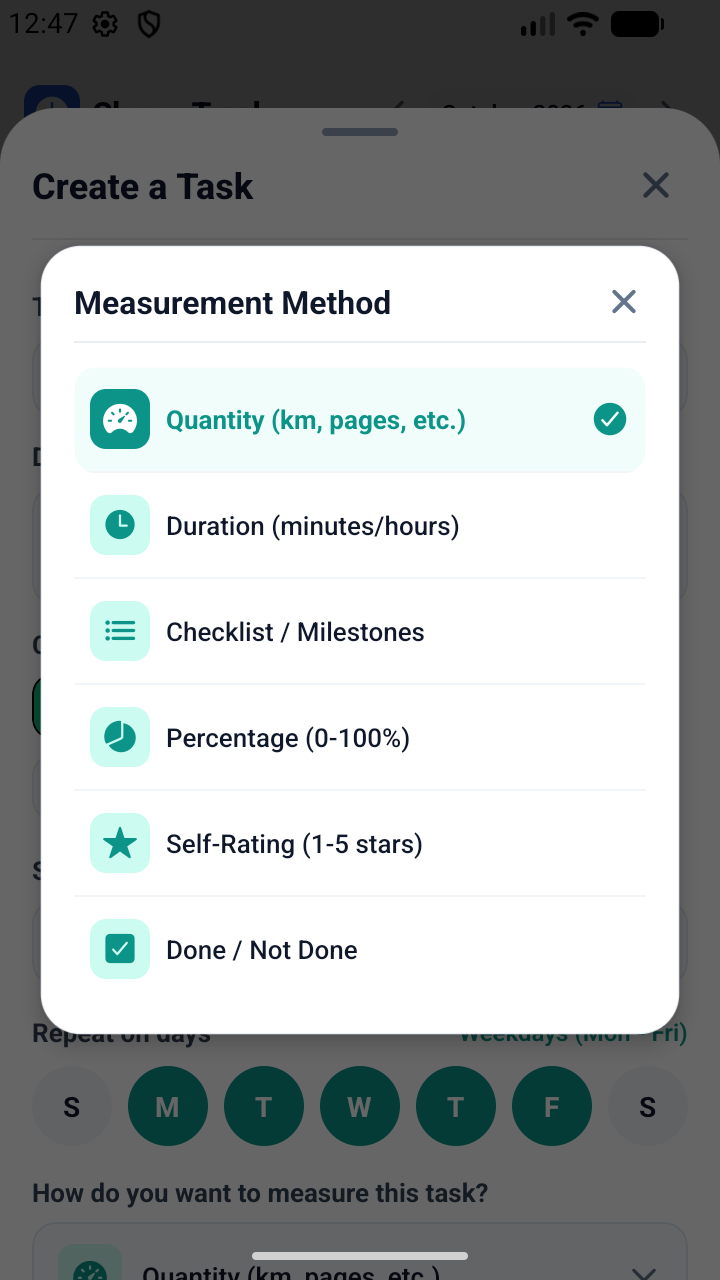 12:47
Create a Task
Measurement Method
Quantity (km, pages, etc.)
Duration (minutes/hours)
Checklist / Milestones
Percentage (0-100%)
Self-Rating (1-5 stars)
Done / Not Done
Repeat on days
Weekdays (Mon - Fri)
S M T W T F S
How do you want to measure this task?
Quantity (km, pages, etc.)